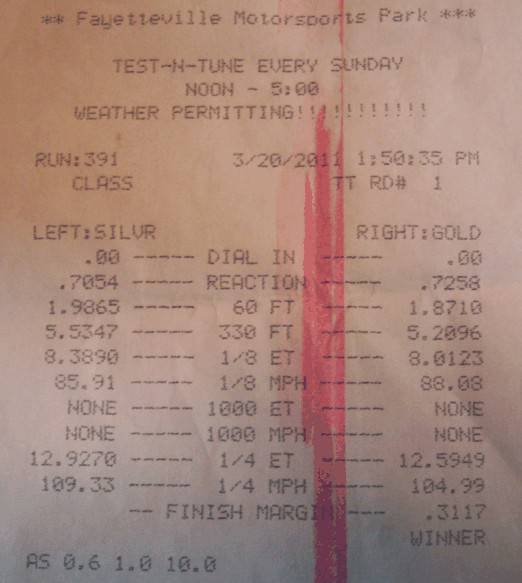 ** Fayetteville Motorsports Park ***
TEST-N-TUNE EVERY SUNDAY
NOON - 5:00
WEATHER PERMITTING!!!!!!!!!!!!
RUN:391 3/20/2011 1:50:35 PM
CLASS TT RD# 1
LEFT:SILVR RIGHT:GOLD
.00 ----- DIAL IN ----- .00
.7054 ----- REACTION ----- .7258
1.9865 ----- 60 FT ----- 1.8710
5.5347 ----- 330 FT ----- 5.2096
8.3890 ----- 1/8 ET ----- 8.0123
85.91 ----- 1/8 MPH ----- 88.08
NONE ----- 1000 ET ----- NONE
NONE ----- 1000 MPH ----- NONE
12.9270 ----- 1/4 ET ----- 12.5949
109.33 ----- 1/4 MPH ----- 104.99
-- FINISH MARGIN --- .3117
WINNER
AS 0.6 1.0 10.0